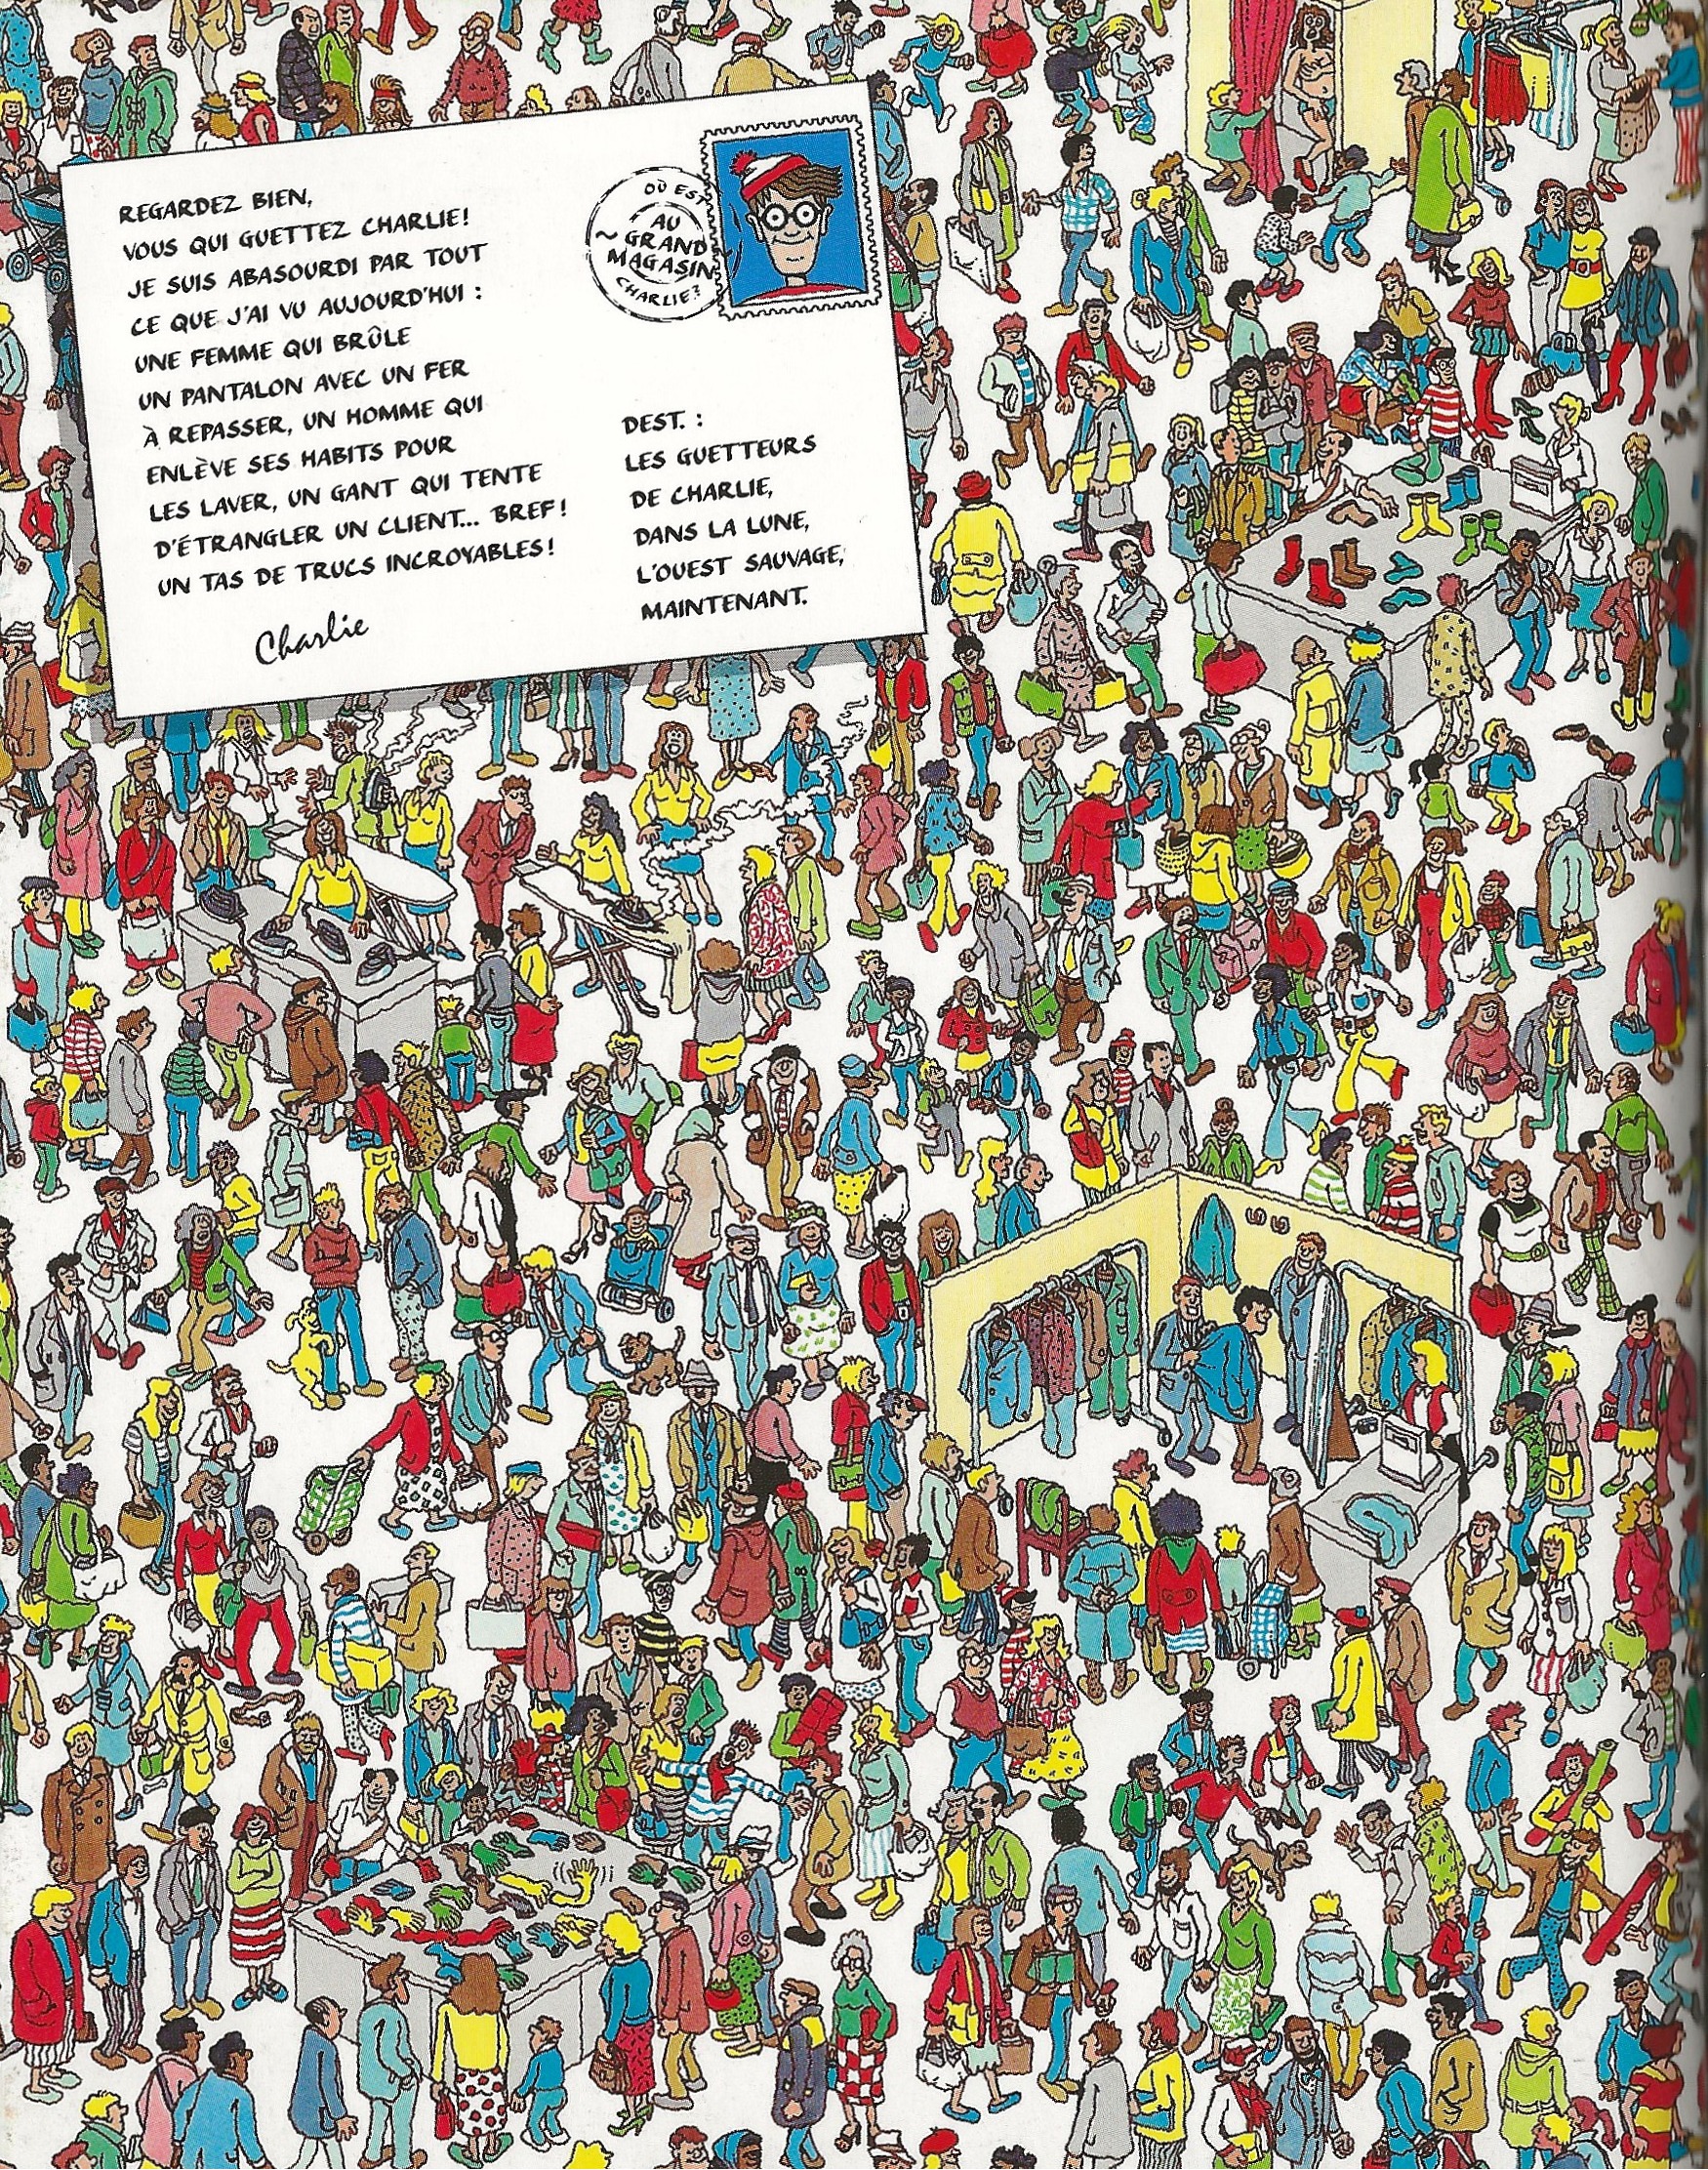 REGARDEZ BIEN,
VOUS QUI GUETTEZ CHARLIE!
JE SUIS ABASOURDI PAR TOUT
CE QUE J'AI VU AUJOURD'HUI :
UNE FEMME QUI BRÛLE
UN PANTALON AVEC UN FER
À REPASSER, UN HOMME QUI
ENLÈVE SES HABITS POUR
LES LAVER, UN GANT QUI TENTE
D'ÉTRANGLER UN CLIENT... BREF!
UN TAS DE TRUCS INCROYABLES!
Charlie
OÙ EST
AU
GRAND
MAGASIN
CHARLIE?
DEST. :
LES GUETTEURS
DE CHARLIE,
DANS LA LUNE,
L'OUEST SAUVAGE,
MAINTENANT.